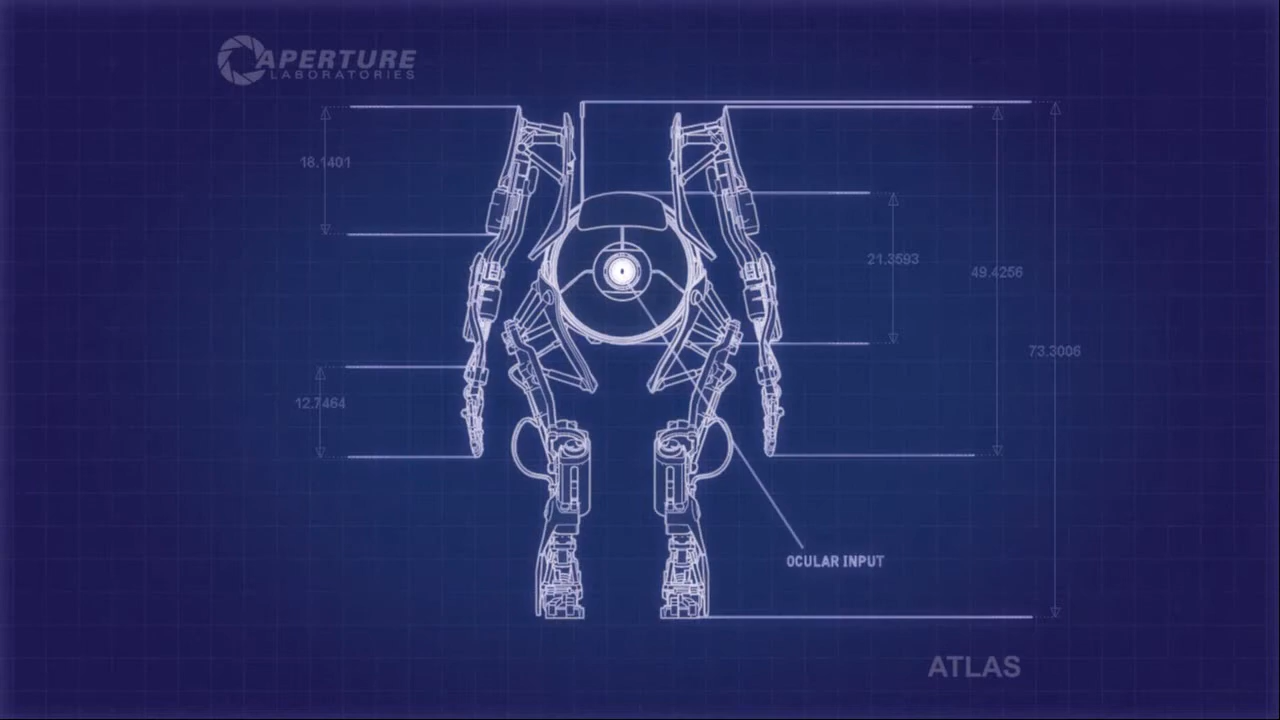 APERTURE
LABORATORIES
18.1401
21.3593
49.4256
73.3006
12.7464
OCULAR INPUT
ATLAS